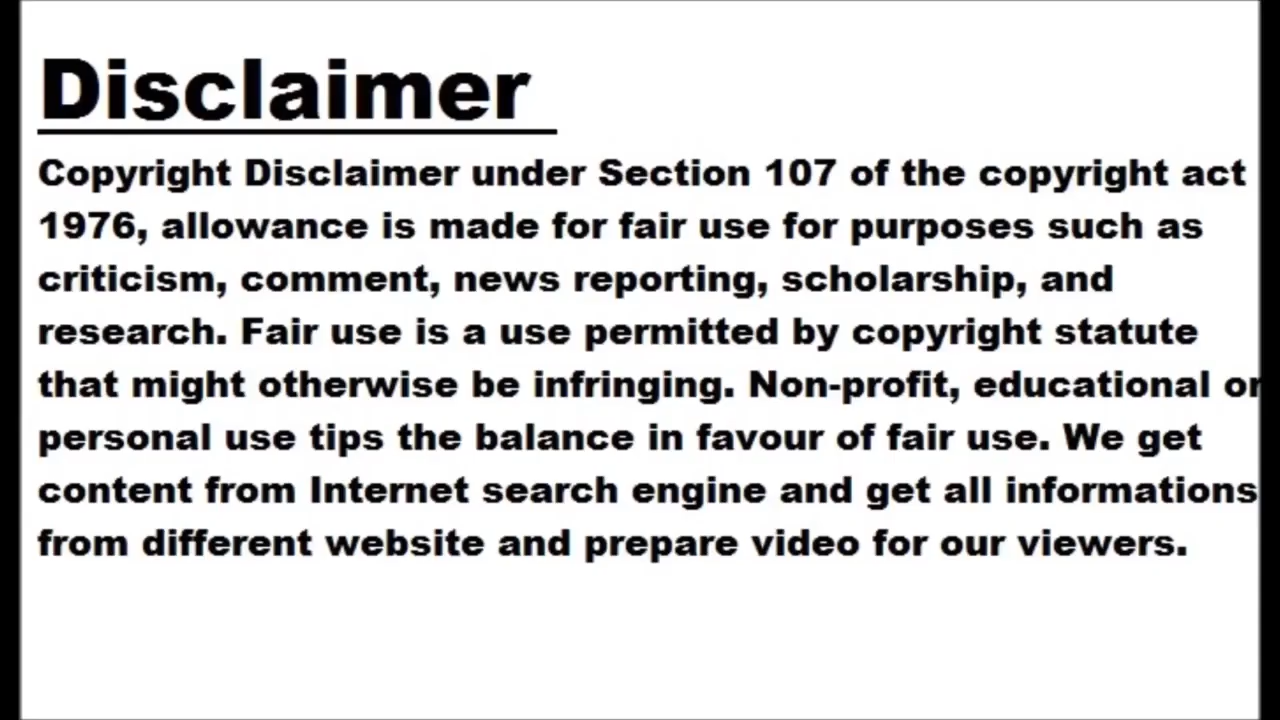 Disclaimer
Copyright Disclaimer under Section 107 of the copyright act
1976, allowance is made for fair use for purposes such as
criticism, comment, news reporting, scholarship, and
research. Fair use is a use permitted by copyright statute
that might otherwise be infringing. Non-profit, educational or
personal use tips the balance in favour of fair use. We get
content from Internet search engine and get all informations
from different website and prepare video for our viewers.